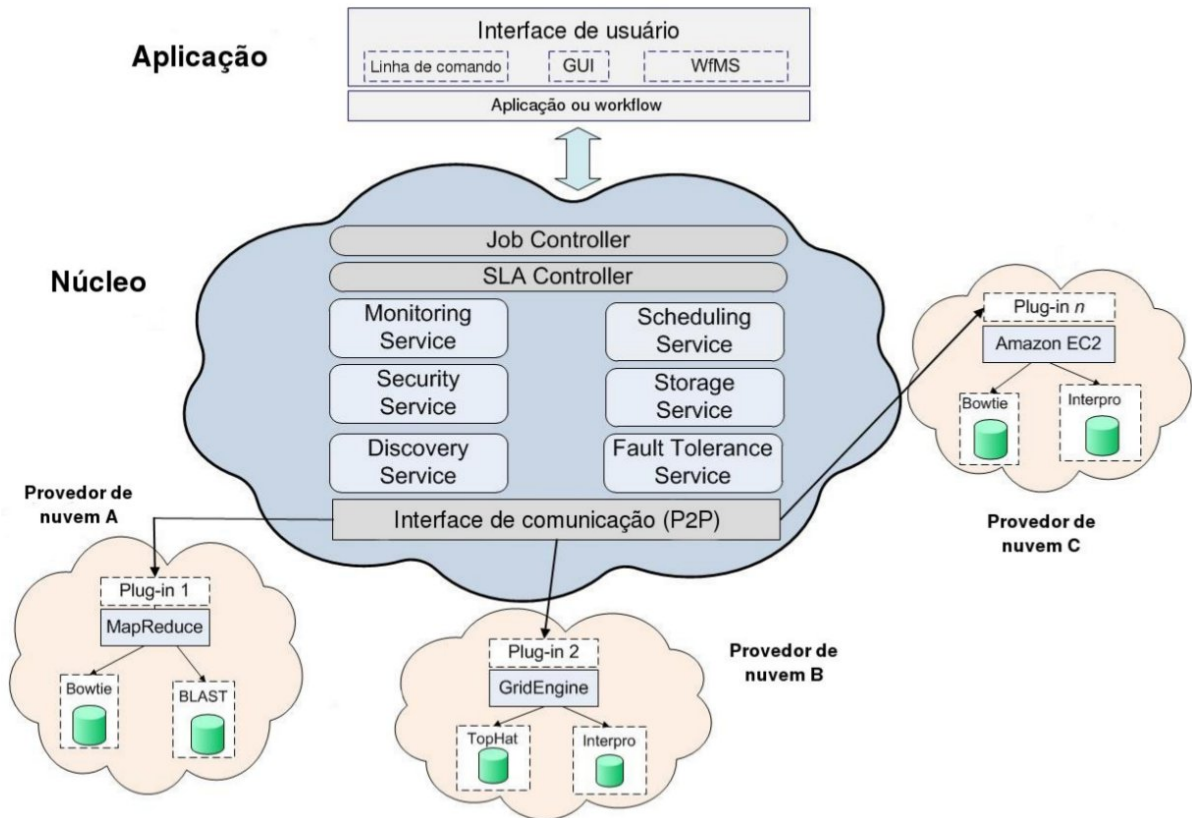 Aplicação
Interface de usuário
Linha de comando
GUI
WfMS
Aplicação ou workflow
Núcleo
Job Controller
SLA Controller
Monitoring
Service
Scheduling
Service
Security
Service
Storage
Service
Discovery
Service
Fault Tolerance
Service
Interface de comunicação (P2P)
Provedor de
nuvem A
Plug-in 1
MapReduce
Bowtie
BLAST
Plug-in 2
GridEngine
TopHat
Interpro
Provedor de
nuvem B
Plug-in n
Amazon EC2
Bowtie
Interpro
Provedor de
nuvem C